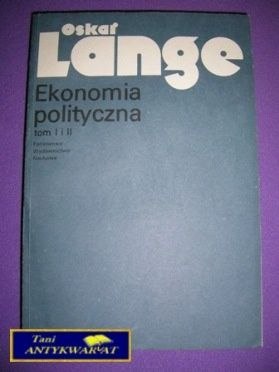 Oskar
Lange
Ekonomia
polityczna
tom I i II
Państwowe
Wydawnictwo
Naukowe
Tani
ANTYKWARIAT